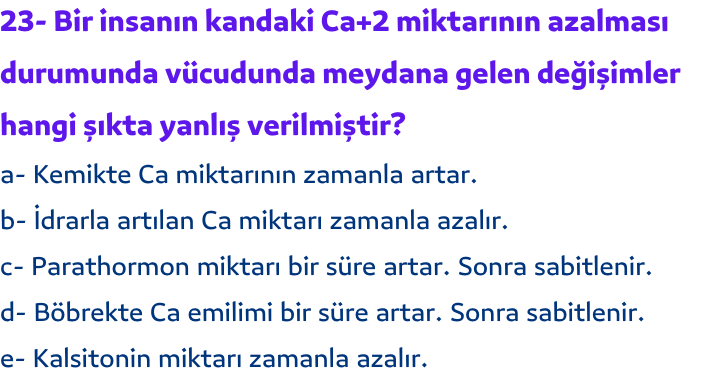 23- Bir insanın kandaki Ca+2 miktarının azalması
durumunda vücudunda meydana gelen değişimler
hangi şıkta yanlış verilmiştir?
a- Kemikte Ca miktarının zamanla artar.
b- İdrarla artılan Ca miktarı zamanla azalır.
c- Parathormon miktarı bir süre artar. Sonra sabitlenir.
d- Böbrekte Ca emilimi bir süre artar. Sonra sabitlenir.
e- Kalsitonin miktarı zamanla azalır.